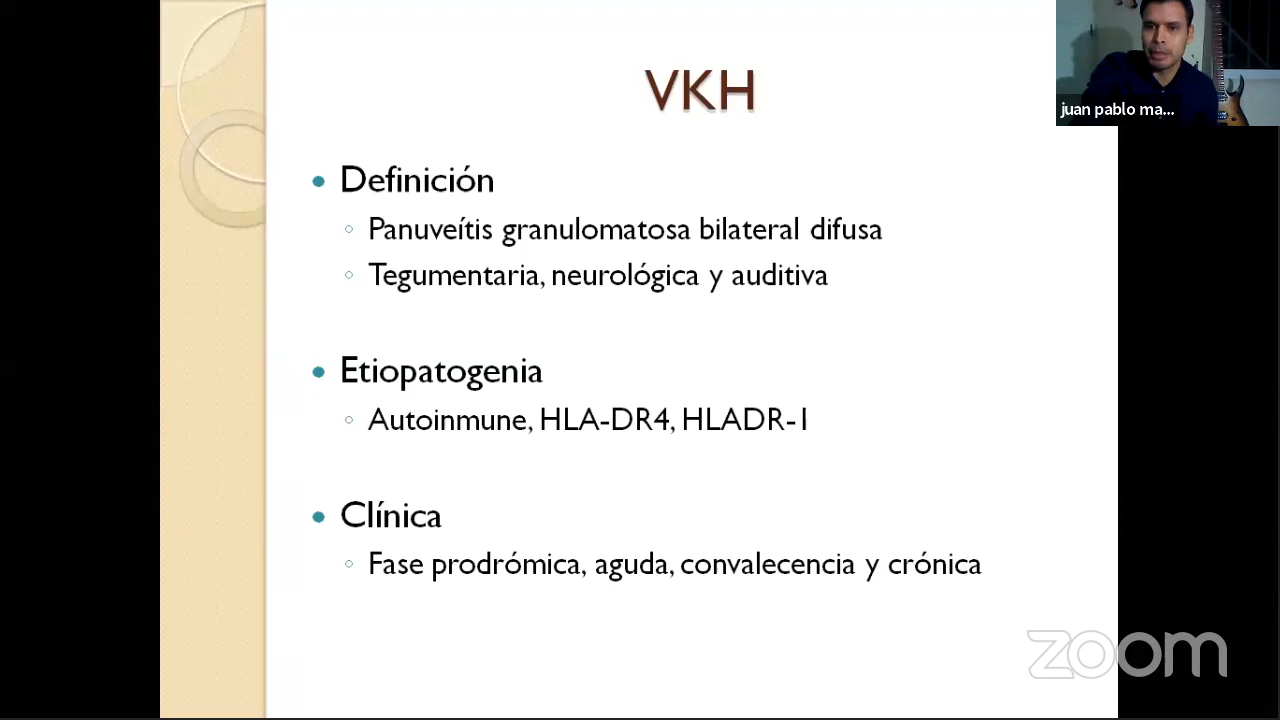 VKH
juan pablo ma...
Definición
Panuveítis granulomatosa bilateral difusa
Tegumentaria, neurológica y auditiva
Etiopatogenia
Autoinmune, HLA-DR4, HLADR-1
Clínica
Fase prodrómica, aguda, convalecencia y crónica
zoom